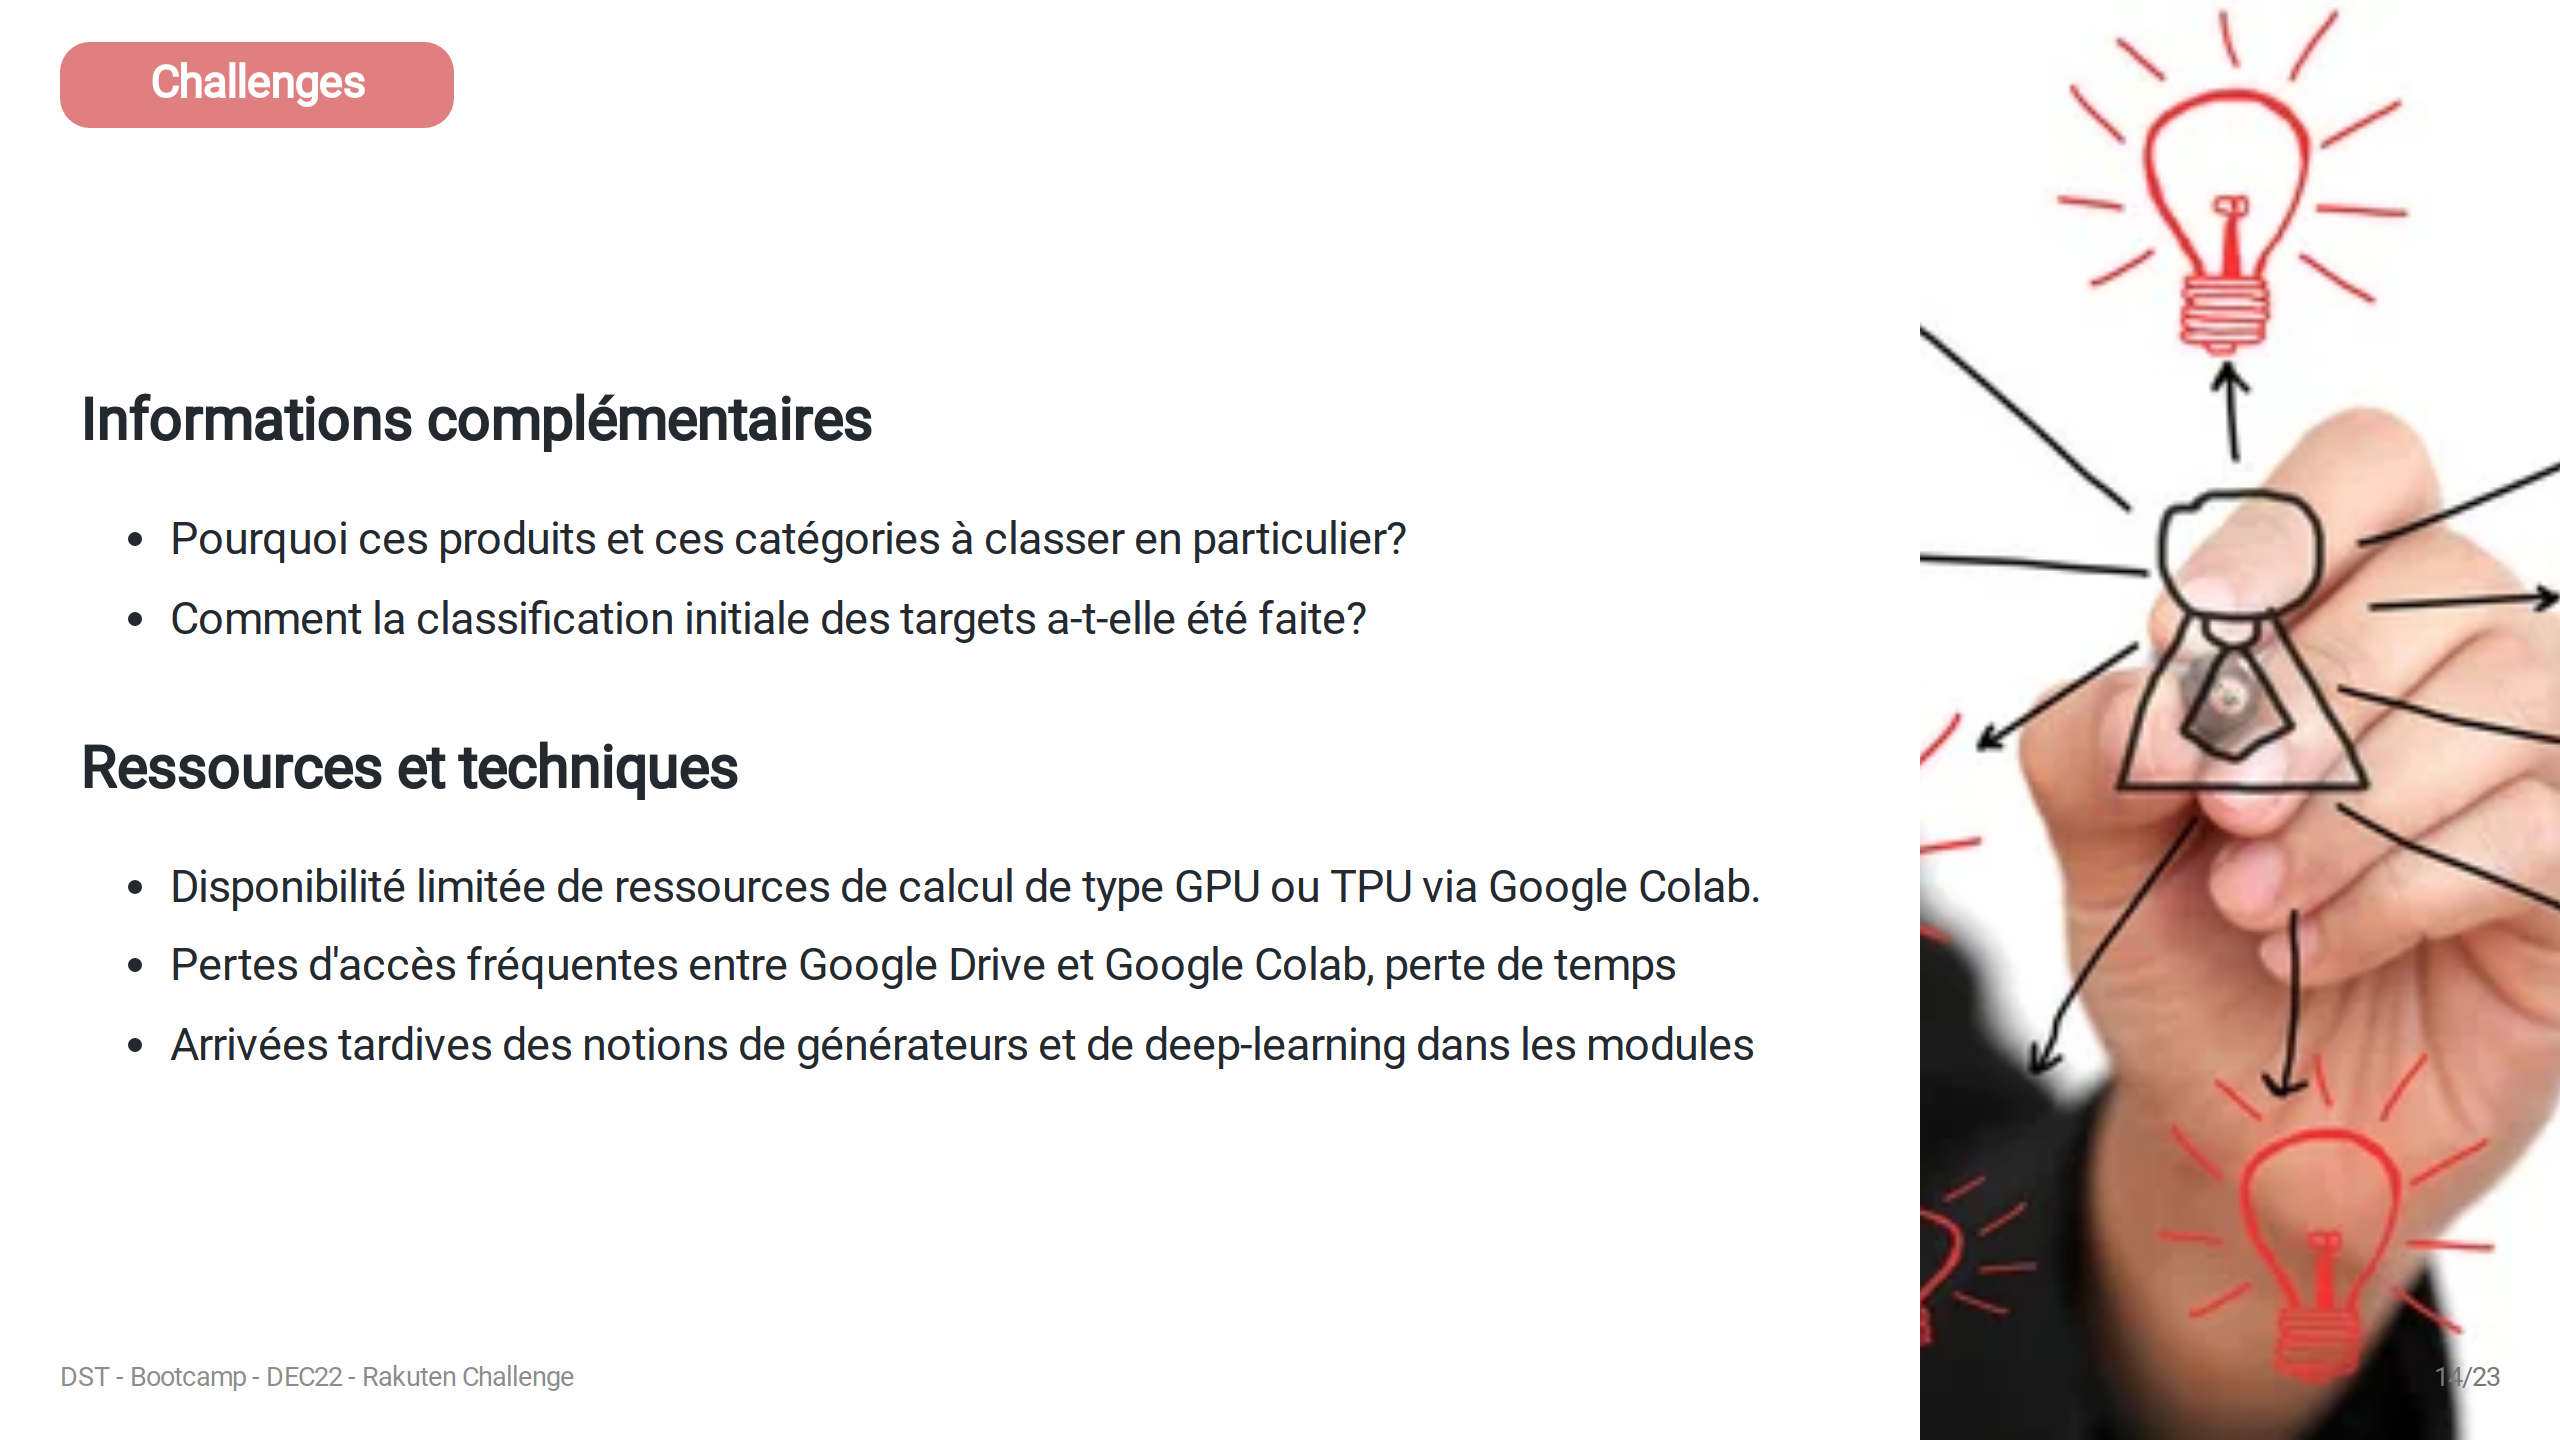 Challenges
Informations complémentaires
• Pourquoi ces produits et ces catégories à classer en particulier?
• Comment la classification initiale des targets a-t-elle été faite?
Ressources et techniques
• Disponibilité limitée de ressources de calcul de type GPU ou TPU via Google Colab.
• Pertes d'accès fréquentes entre Google Drive et Google Colab, perte de temps
• Arrivées tardives des notions de générateurs et de deep-learning dans les modules
DST - Bootcamp - DEC22 - Rakuten Challenge
14/23